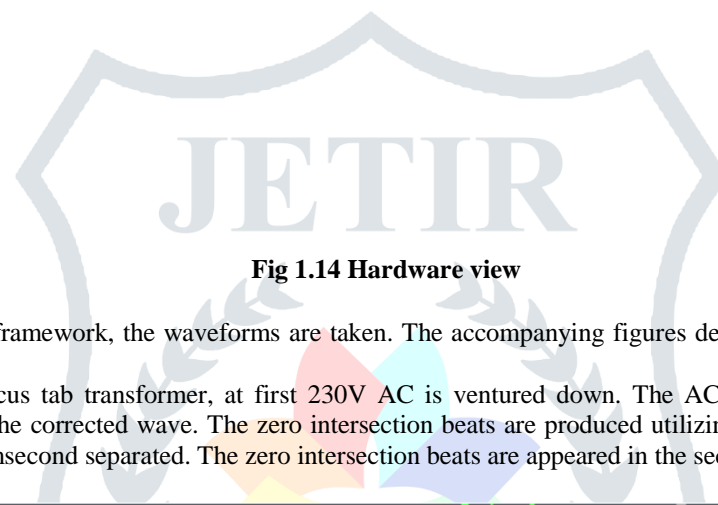 JETIR
Fig 1.14 Hardware view
framework, the waveforms are taken. The accompanying figures de
cus tab transformer, at first 230V AC is ventured down. The AC
he corrected wave. The zero intersection beats are produced utilizin
nsecond separated. The zero intersection beats are appeared in the sec